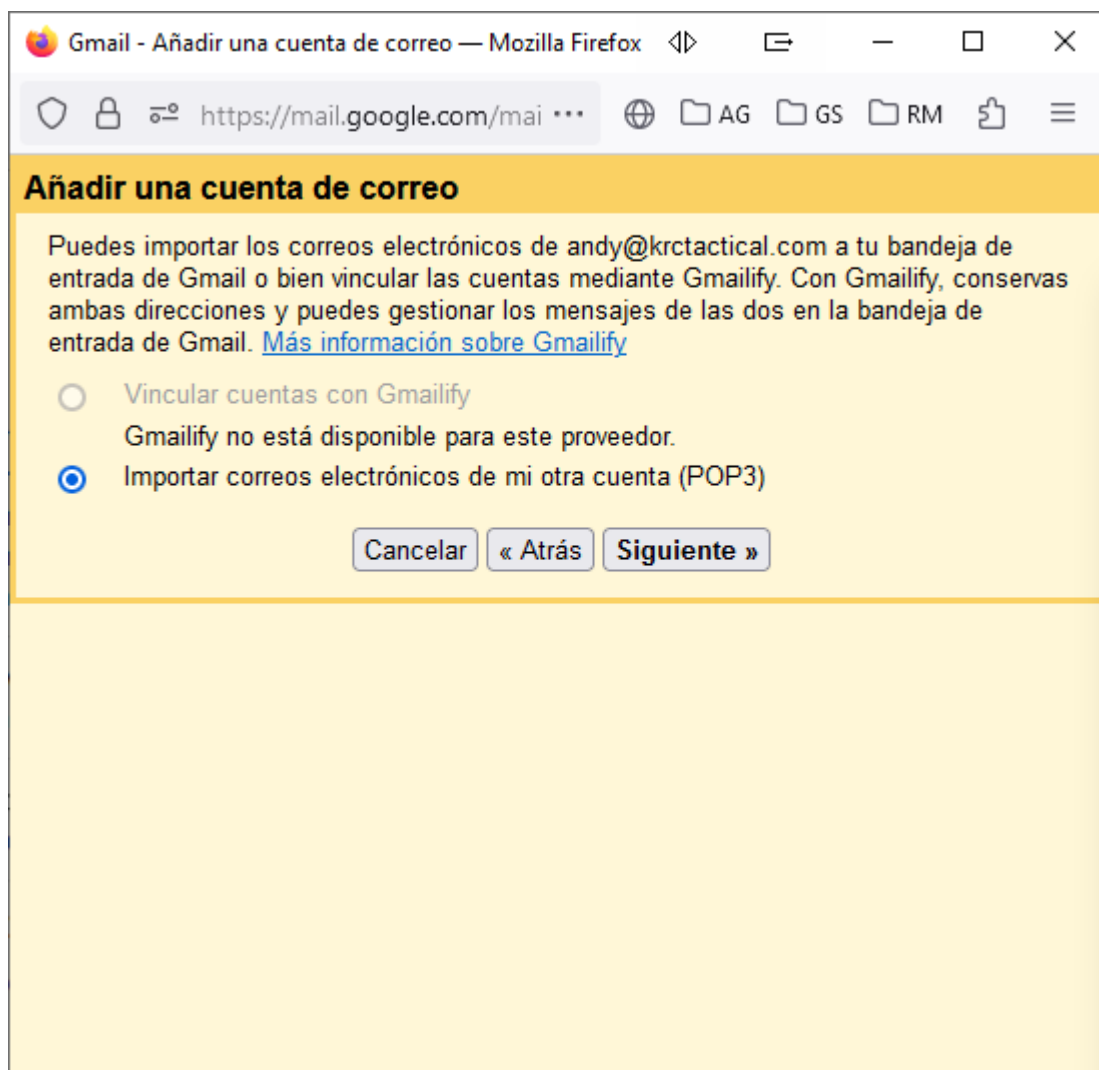 Gmail - Añadir una cuenta de correo — Mozilla Firefox
https://mail.google.com/mai ··· AG GS RM
Añadir una cuenta de correo
Puedes importar los correos electrónicos de andy@krctactical.com a tu bandeja de
entrada de Gmail o bien vincular las cuentas mediante Gmailify. Con Gmailify, conservas
ambas direcciones y puedes gestionar los mensajes de las dos en la bandeja de
entrada de Gmail. Más información sobre Gmailify
Vincular cuentas con Gmailify
Gmailify no está disponible para este proveedor.
Importar correos electrónicos de mi otra cuenta (POP3)
Cancelar « Atrás Siguiente »